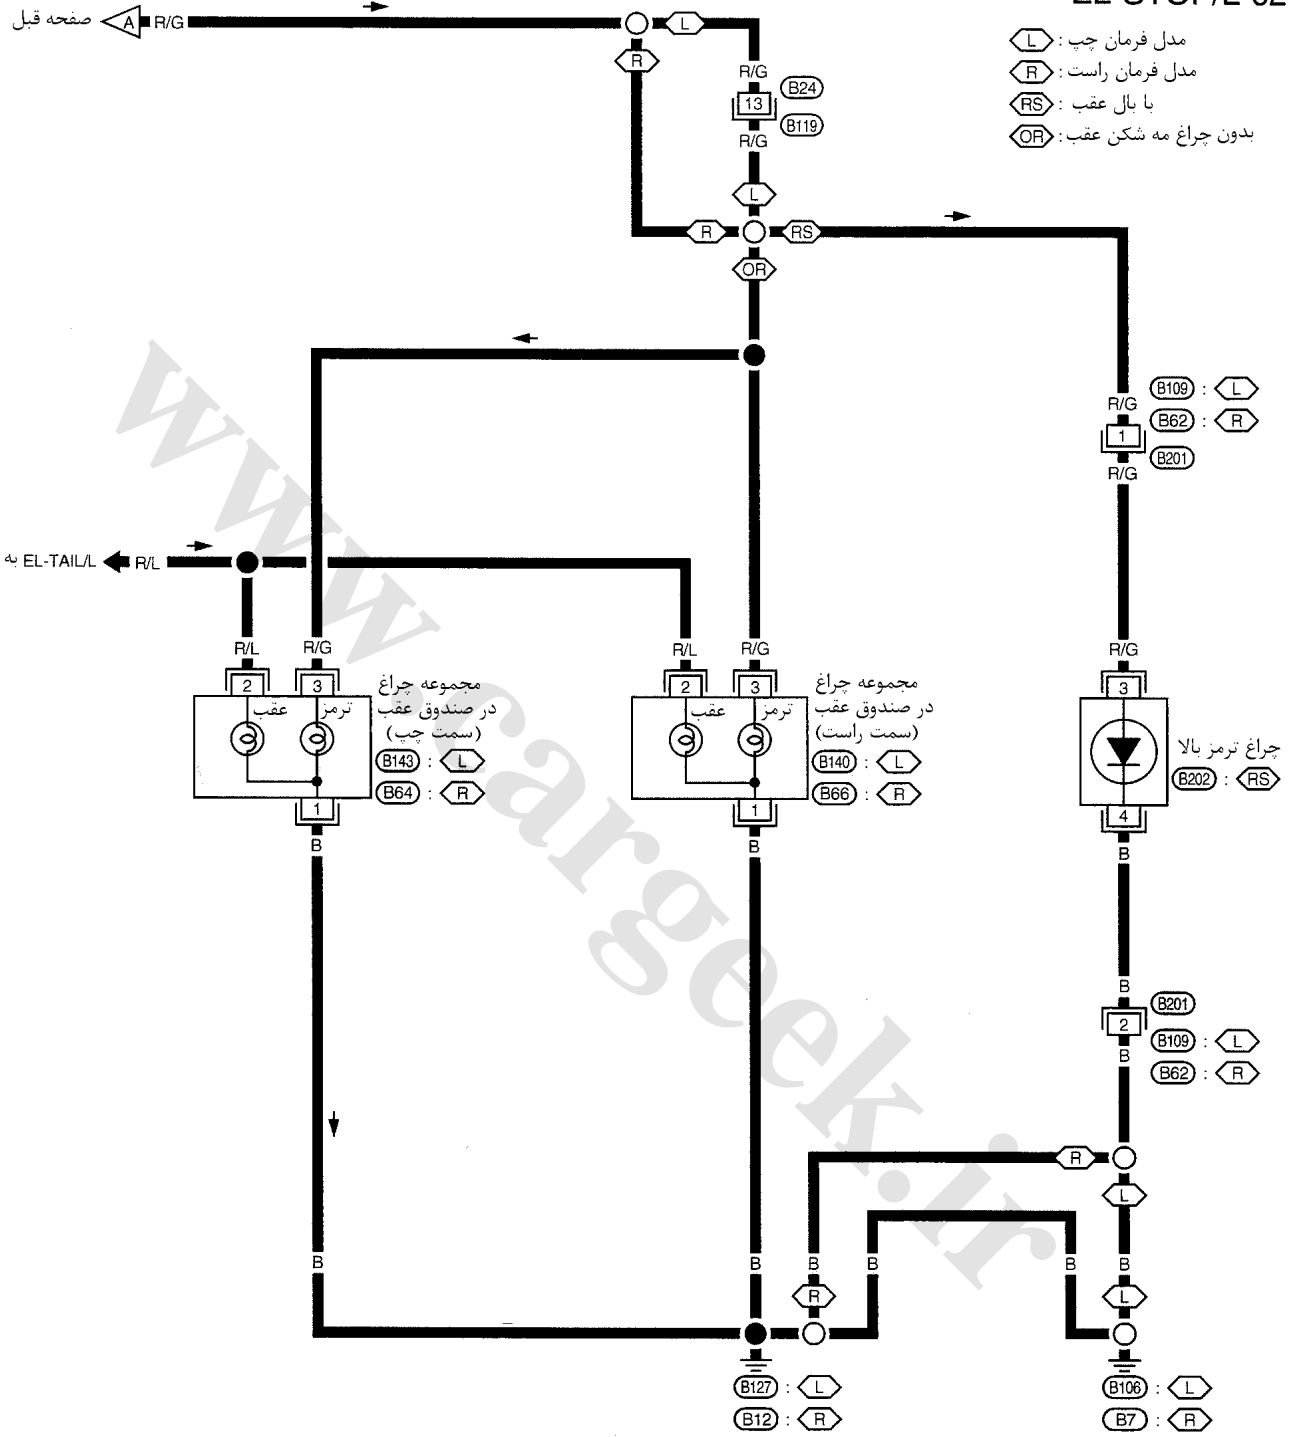 EL-STOP/L-02
صفحه قبل A R/G
L
R
مدل فرمان چپ : L
مدل فرمان راست : R
با بال عقب : RS
بدون چراغ مه شکن عقب: OR
R/G
B24
13
B119
R/G
L
R
RS
OR
R/G
B109 : L
B62 : R
1
B201
R/G
به EL-TAIL/L R/L
R/L
R/G
R/L
R/G
R/G
2
3
2
3
3
عقب
ترمز
عقب
ترمز
مجموعه چراغ
در صندوق عقب
(سمت چپ)
B143 : L
B64 : R
مجموعه چراغ
در صندوق عقب
(سمت راست)
B140 : L
B66 : R
چراغ ترمز بالا
B202 : RS
1
1
4
B
B
B
B
B201
2
B109 : L
B62 : R
B
R
L
B
B
B
B
B
B
R
L
B127 : L
B12 : R
B106 : L
B7 : R
www.cargeek.ir